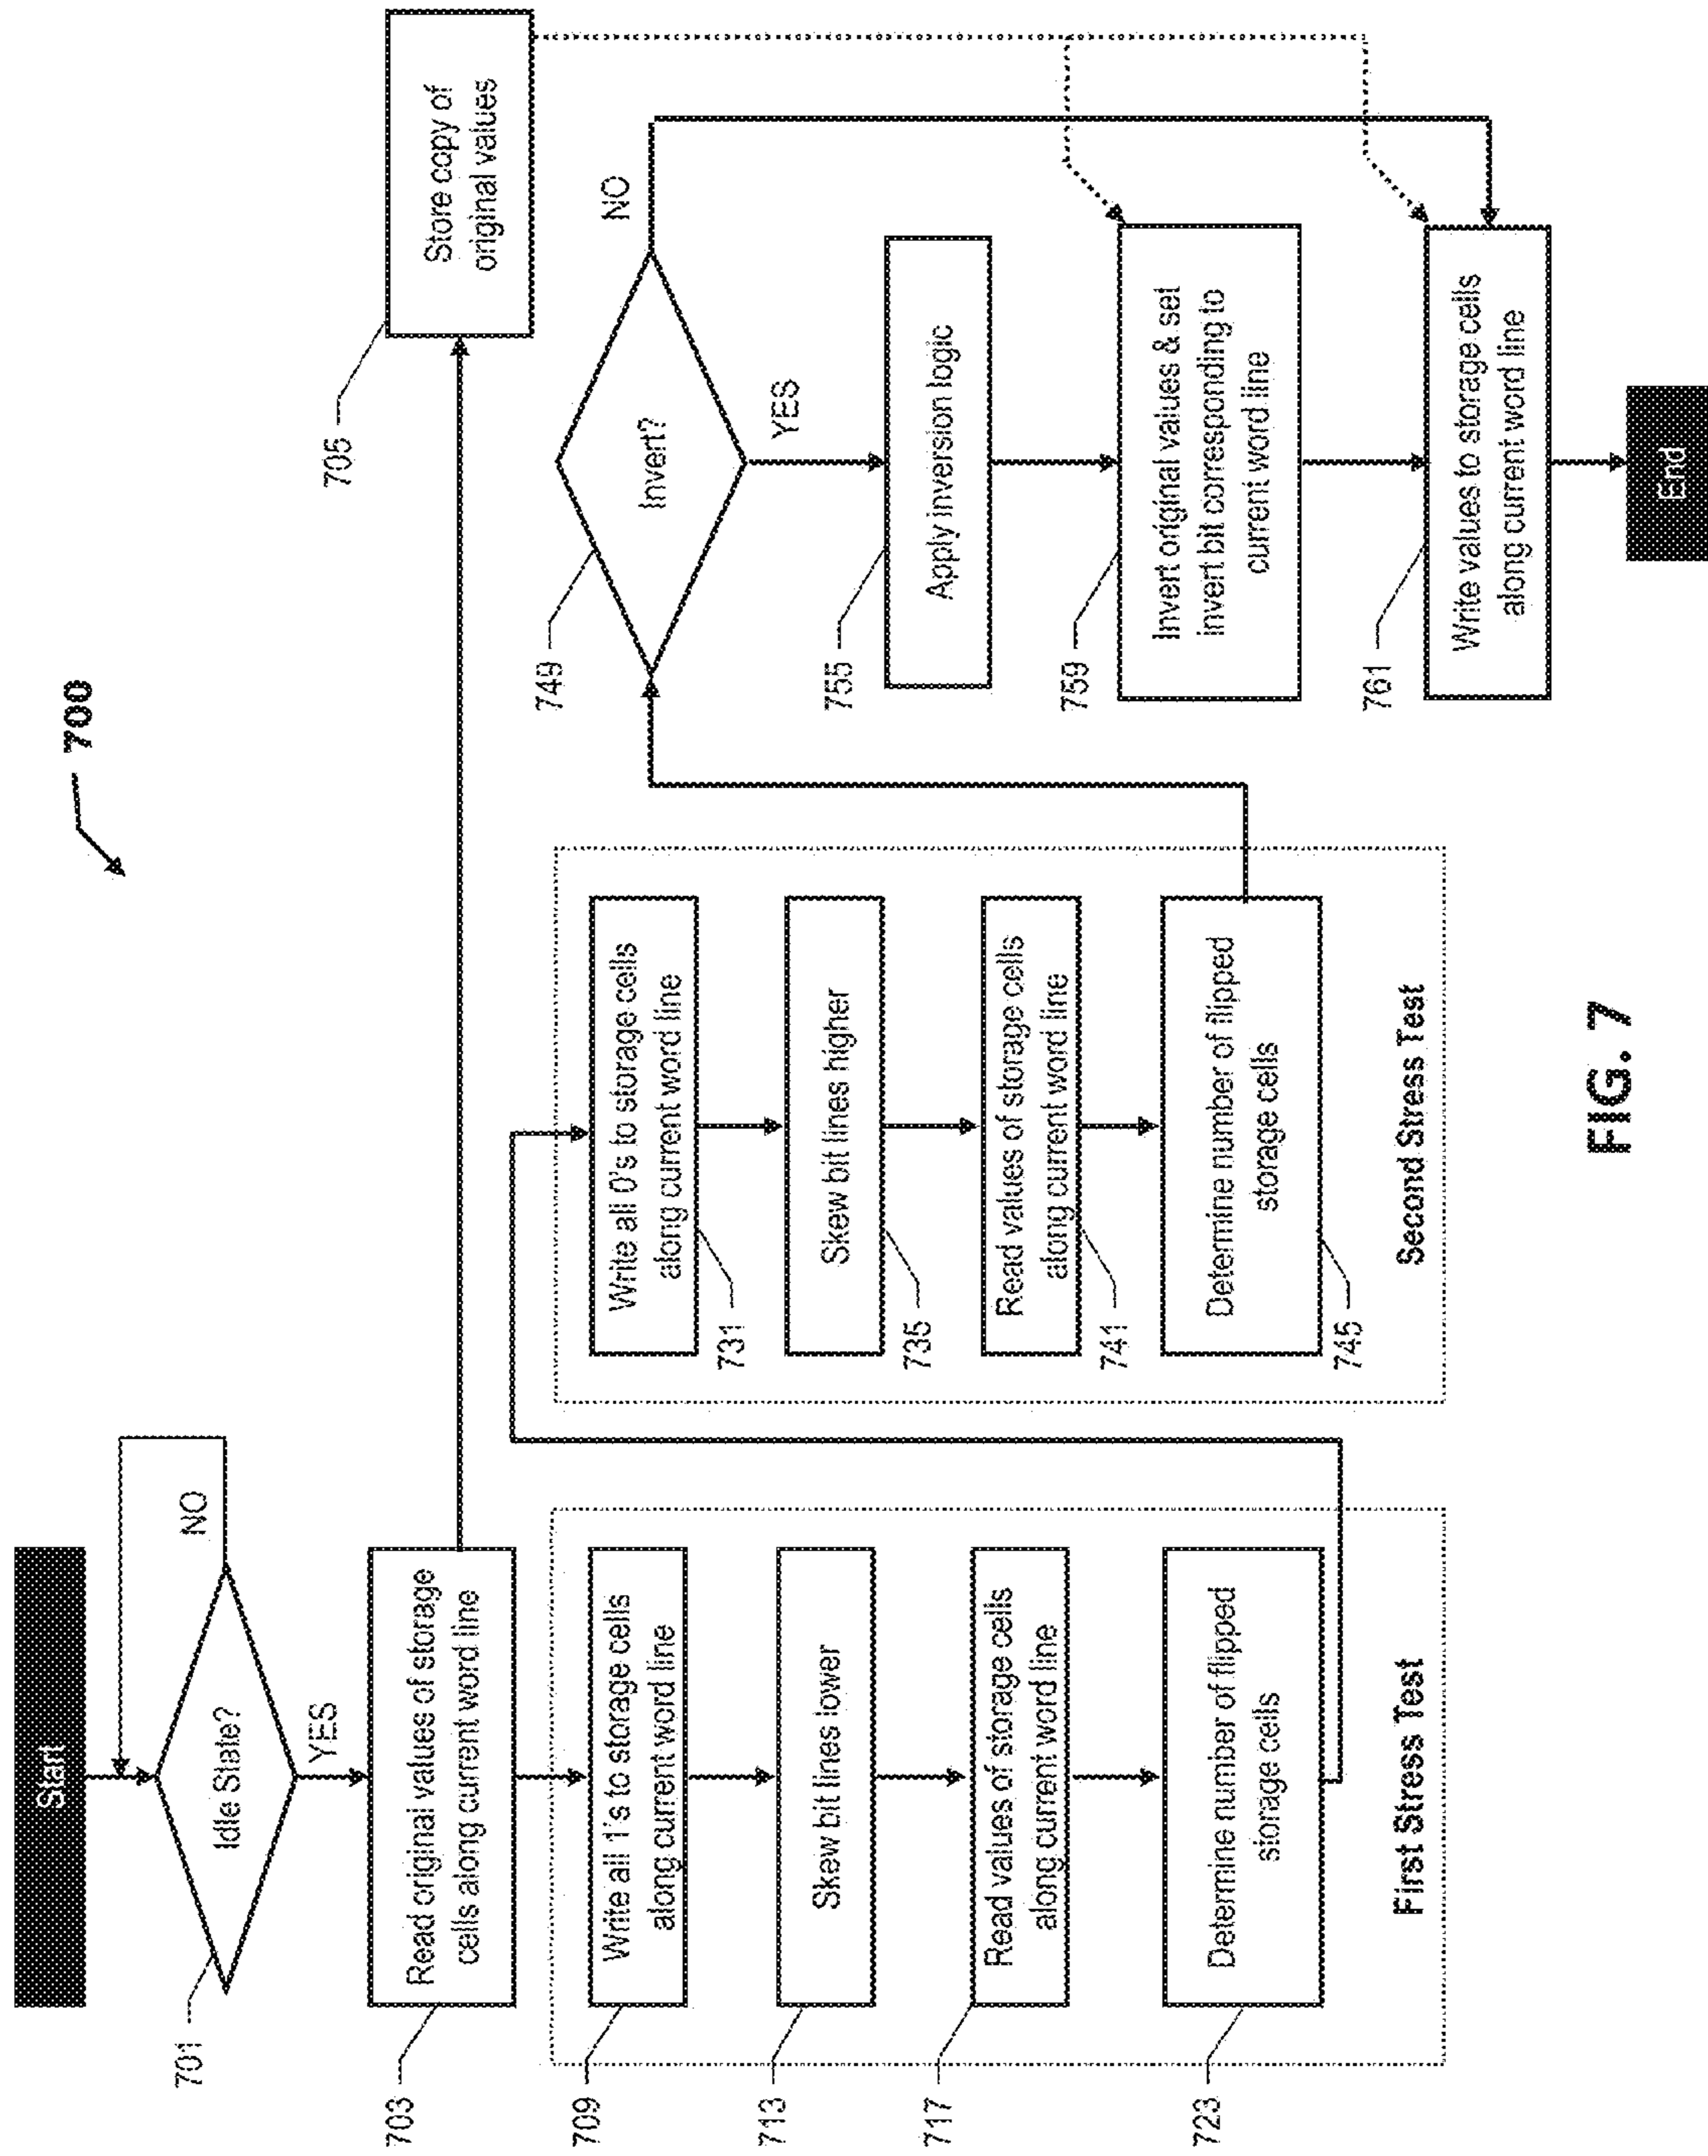 700
Start
701
Idle State?
NO
YES
703
Read original values of storage
cells along current word line
705
Store copy of
original values
709
Write all 1's to storage cells
along current word line
713
Skew bit lines lower
717
Read values of storage cells
along current word line
723
Determine number of flipped
storage cells
First Stress Test
Write all 0's to storage cells
along current word line
731
Skew bit lines higher
735
Read values of storage cells
along current word line
741
Determine number of flipped
storage cells
745
Second Stress Test
749
Invert?
NO
YES
755
Apply inversion logic
759
Invert original values & set
invert bit corresponding to
current word line
761
Write values to storage cells
along current word line
End
FIG. 7